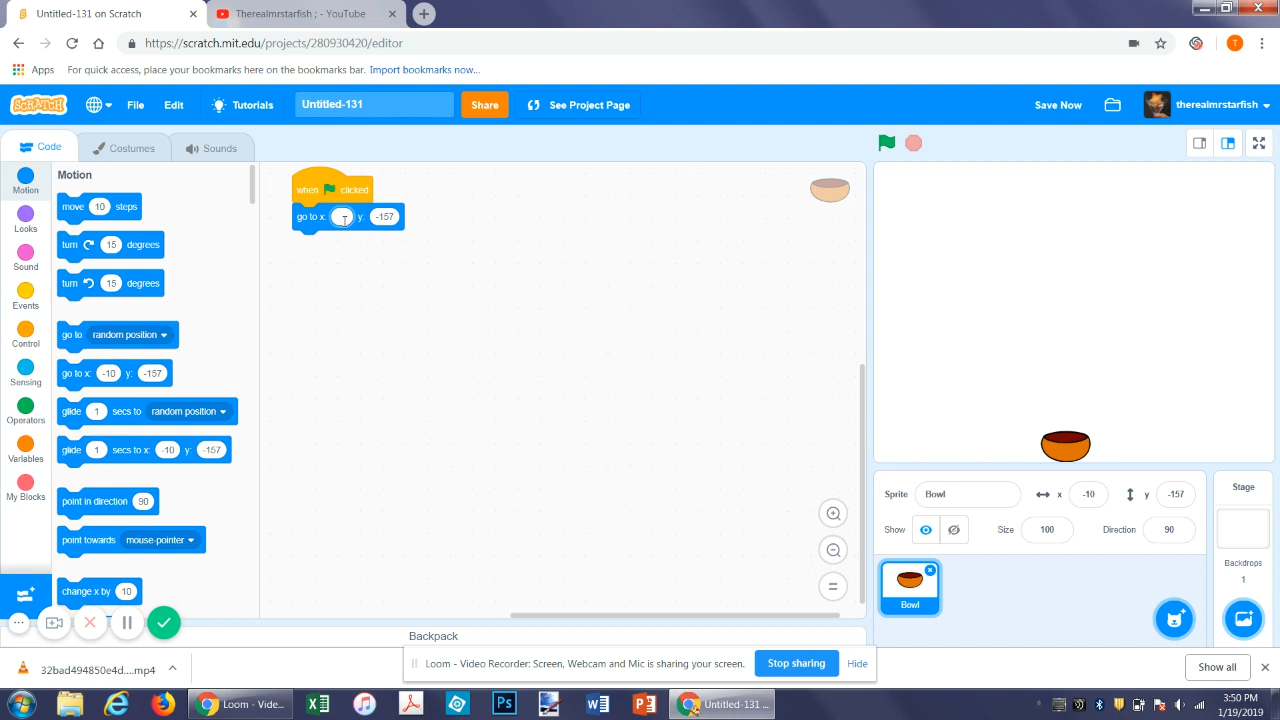 Untitled-131 on Scratch
Therealmrstarfish ; - YouTube
https://scratch.mit.edu/projects/280930420/editor
T
Apps For quick access, place your bookmarks here on the bookmarks bar. Import bookmarks now...
SCRATCH File Edit Tutorials Untitled-131 Share See Project Page Save Now therealmrstarfish
Code Costumes Sounds
Motion
Looks
Sound
Events
Control
Sensing
Operators
Variables
My Blocks
Motion
move 10 steps
turn 15 degrees
turn 15 degrees
go to random position
go to x: -10 y: -157
glide 1 secs to random position
glide 1 secs to x: -10 y: -157
point in direction 90
point towards mouse-pointer
change x by 10
when clicked
go to x: y: -157
Sprite Bowl x -10 y -157
Show Size 100 Direction 90
Bowl
Stage
Backdrops
1
Backpack
Loom - Video Recorder: Screen, Webcam and Mic is sharing your screen. Stop sharing Hide
32bad494850e4d....mp4
Show all
Loom - Vide...
Untitled-131 ...
3:50 PM
1/19/2019